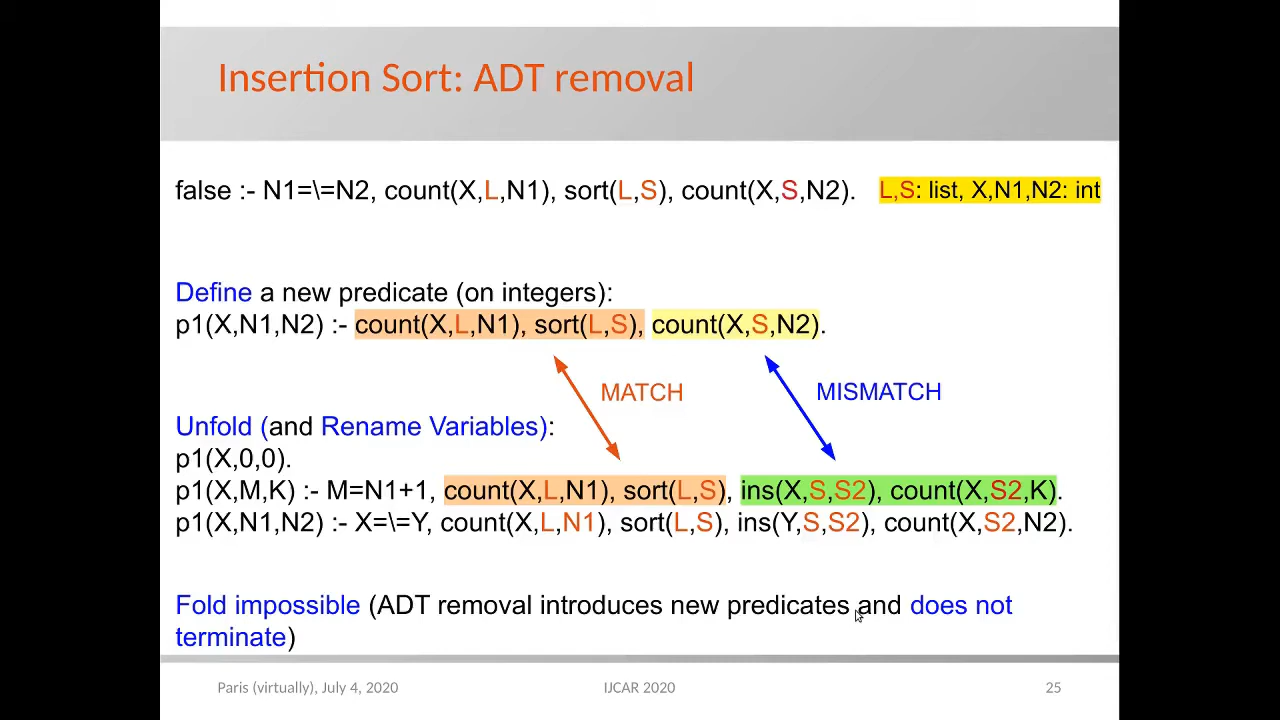 Insertion Sort: ADT removal
false :- N1=\=N2, count(X,L,N1), sort(L,S), count(X,S,N2). L,S: list, X,N1,N2: int
Define a new predicate (on integers):
p1(X,N1,N2) :- count(X,L,N1), sort(L,S), count(X,S,N2).
MATCH MISMATCH
Unfold (and Rename Variables):
p1(X,0,0).
p1(X,M,K) :- M=N1+1, count(X,L,N1), sort(L,S), ins(X,S,S2), count(X,S2,K).
p1(X,N1,N2) :- X=\=Y, count(X,L,N1), sort(L,S), ins(Y,S,S2), count(X,S2,N2).
Fold impossible (ADT removal introduces new predicates and does not
terminate)
Paris (virtually), July 4, 2020 IJCAR 2020 25